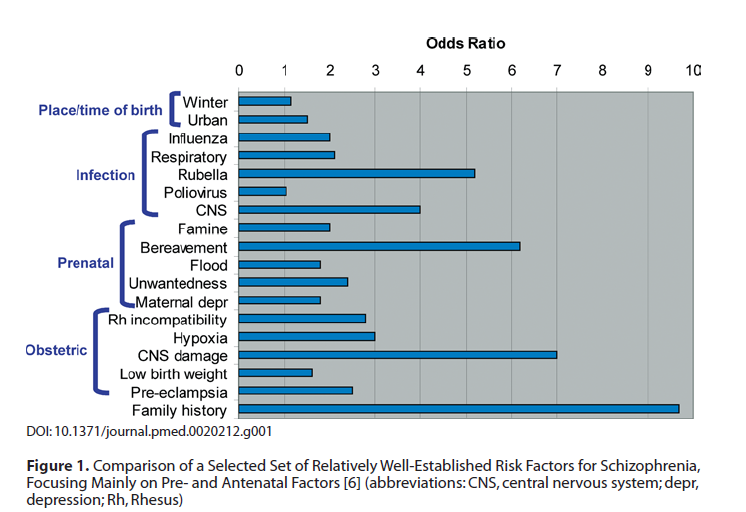 Odds Ratio
0 1 2 3 4 5 6 7 8 9 10
Place/time of birth
Winter
Urban
Infection
Influenza
Respiratory
Rubella
Poliovirus
CNS
Prenatal
Famine
Bereavement
Flood
Unwantedness
Maternal depr
Obstetric
Rh incompatibility
Hypoxia
CNS damage
Low birth weight
Pre-eclampsia
Family history
DOI: 10.1371/journal.pmed.0020212.g001
Figure 1. Comparison of a Selected Set of Relatively Well-Established Risk Factors for Schizophrenia,
Focusing Mainly on Pre- and Antenatal Factors [6] (abbreviations: CNS, central nervous system; depr,
depression; Rh, Rhesus)